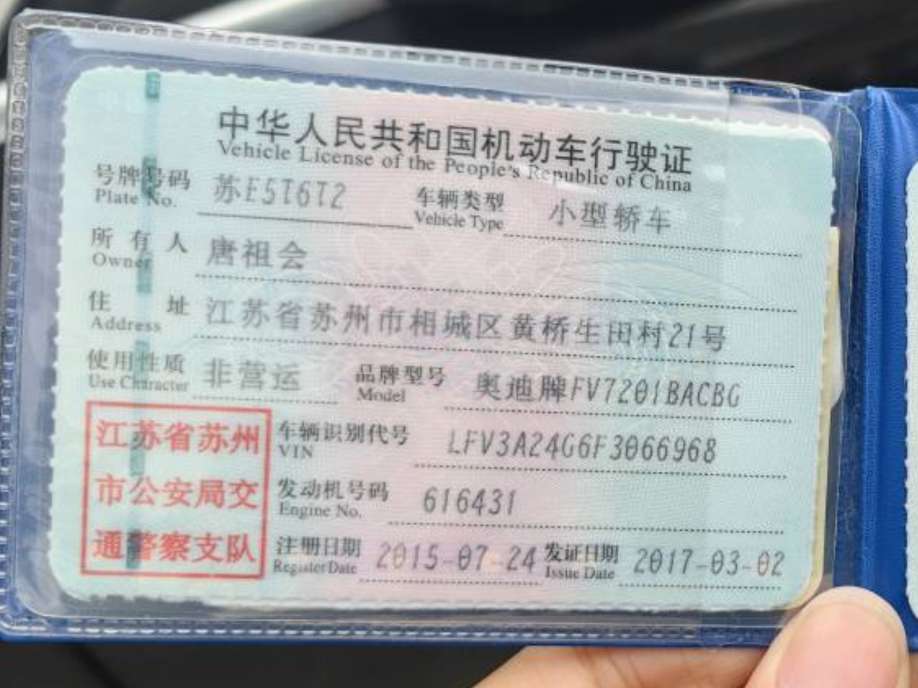 中华人民共和国机动车行驶证
Vehicle License of the People's Republic of China
号牌号码 苏E5T6T2 车辆类型 小型轿车
Plate No. Vehicle Type
所有人 唐祖会
Owner
住址 江苏省苏州市相城区黄桥生田村21号
Address
使用性质 非营运 品牌型号 奥迪牌FV7201BACBG
Use Character Model
江苏省苏州 车辆识别代号 LFV3A24G6F3066968
VIN
市公安局交 发动机号码 616431
Engine No.
通警察支队 注册日期 2015-07-24 发证日期 2017-03-02
Register Date Issue Date